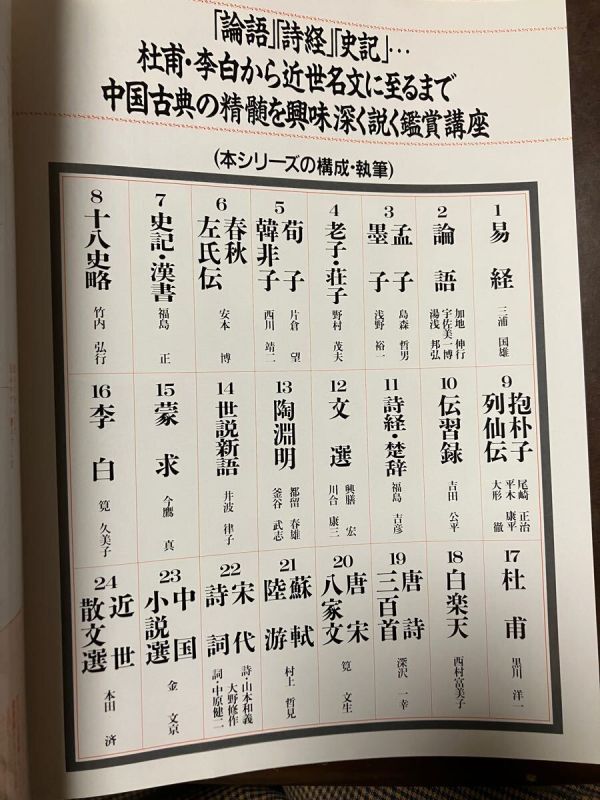 「論語」「詩経」「史記」…
杜甫・李白から近世名文に至るまで
中国古典の精髄を興味深く説く鑑賞講座
(本シリーズの構成・執筆)
1
易経
三浦 国雄
2
論語
加地 伸行
宇佐美一博
湯浅 邦弘
3
孟子
墨子
島森 哲男
浅野 裕一
4
老子・荘子
野村 茂夫
5
荀子
韓非子
片倉 望
西川 靖二
6
春秋
左氏伝
安本 博
7
史記・漢書
福島 正
8
十八史略
竹内 弘行
9
抱朴子
列仙伝
尾崎 正治
平木 康平
大形 徹
10
伝習録
吉田 公平
11
詩経・楚辞
福島 吉彦
12
文選
興膳 宏
川合 康三
13
陶淵明
都留 春雄
釜谷 武志
14
世説新語
井波 律子
15
蒙求
今鷹 真
16
李白
筧 久美子
17
杜甫
黒川 洋一
18
白楽天
西村富美子
19
唐詩
三百首
深沢 一幸
20
唐宋
八家文
筧 文生
21
蘇軾
陸游
村上 哲見
22
宋代
詩詞
詩・山本和義
大野修作
詞・中原健二
23
中国
小説選
金 文京
24
近世
散文選
本田 済